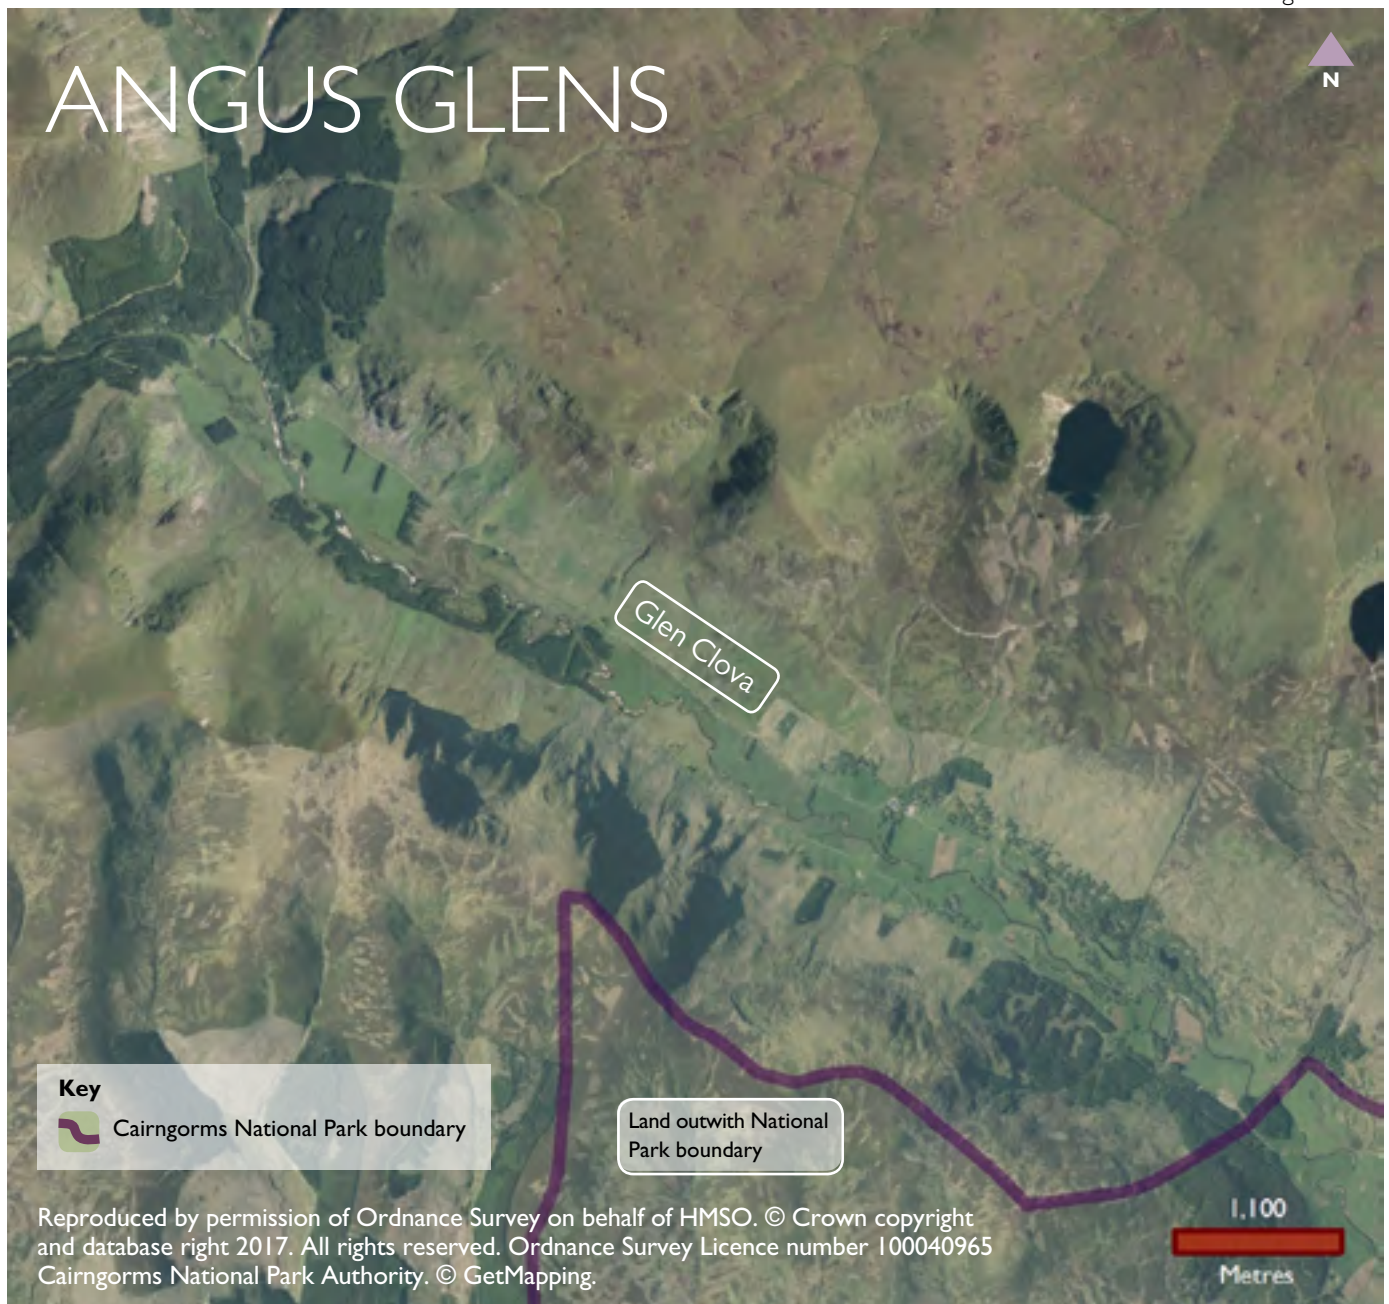 ANGUS GLENS
N
Glen Clova
Key
Cairngorms National Park boundary
Land outwith National
Park boundary
Reproduced by permission of Ordnance Survey on behalf of HMSO. © Crown copyright
and database right 2017. All rights reserved. Ordnance Survey Licence number 100040965
Cairngorms National Park Authority. © GetMapping.
1,100
Metres